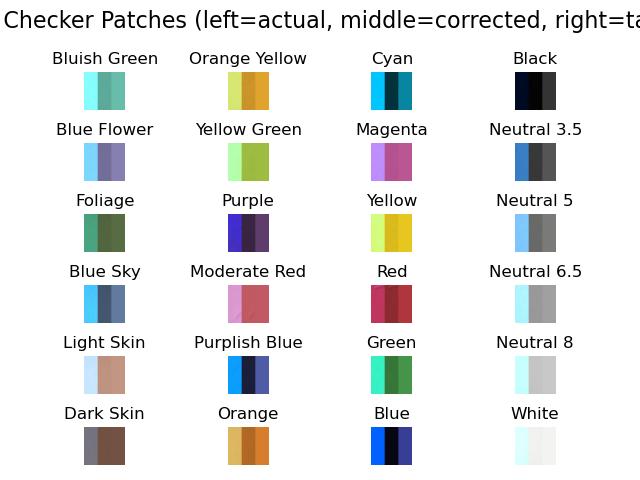 Checker Patches (left=actual, middle=corrected, right=ta
Bluish Green Orange Yellow Cyan Black
Blue Flower Yellow Green Magenta Neutral 3.5
Foliage Purple Yellow Neutral 5
Blue Sky Moderate Red Red Neutral 6.5
Light Skin Purplish Blue Green Neutral 8
Dark Skin Orange Blue White